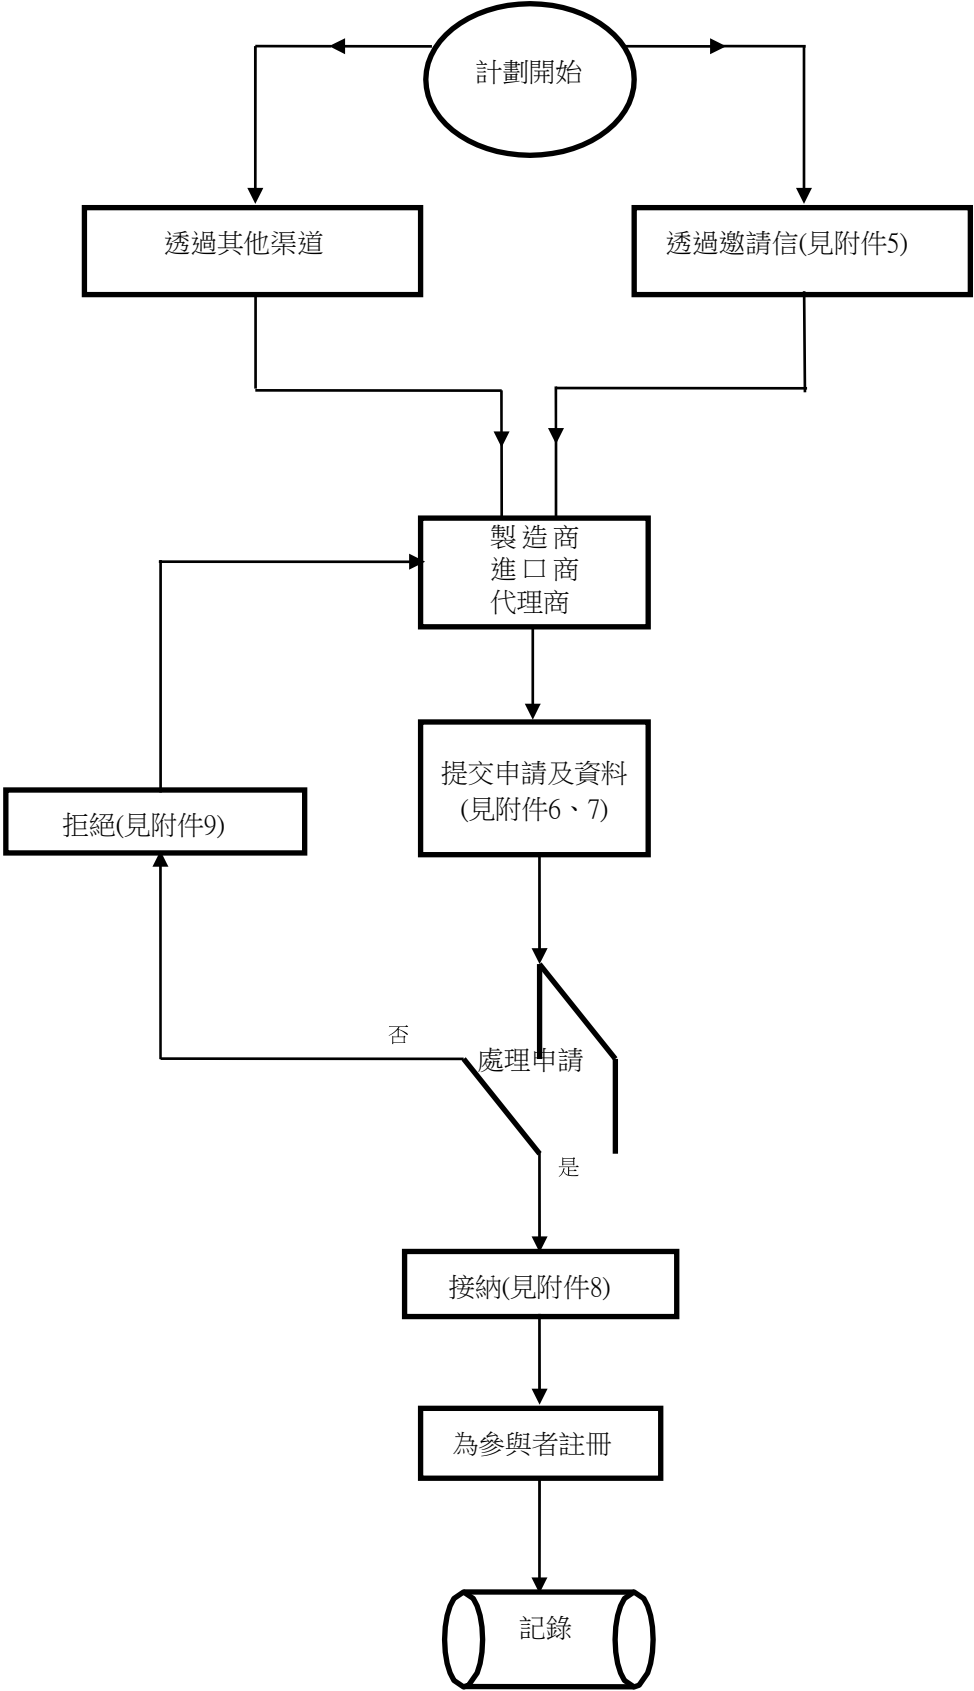 計劃開始
透過其他渠道
透過邀請信(見附件5)
製造商
進口商
代理商
提交申請及資料
(見附件6、7)
拒絕(見附件9)
否
處理申請
是
接納(見附件8)
為參與者註冊
記錄